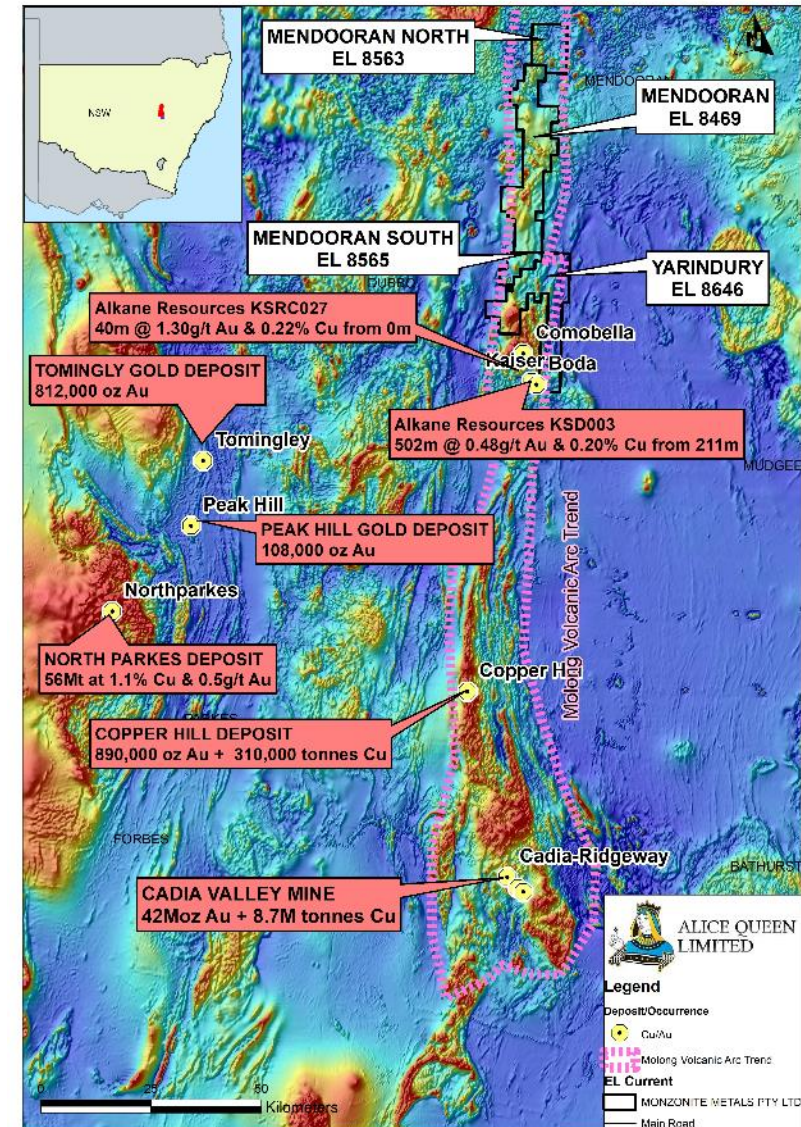 NSW
MENDOORAN NORTH
EL 8563
N
MENDOORAN
MENDOORAN
EL 8469
MENDOORAN SOUTH
EL 8565
YARINDURY
EL 8646
DUBBO
Alkane Resources KSRC027
40m @ 1.30g/t Au & 0.22% Cu from 0m
Comobella
Kaiser Boda
TOMINGLY GOLD DEPOSIT
812,000 oz Au
Alkane Resources KSD003
502m @ 0.48g/t Au & 0.20% Cu from 211m
Tomingley
MUDGEE
Peak Hill
PEAK HILL GOLD DEPOSIT
108,000 oz Au
Molong Volcanic Arc Trend
Northparkes
NORTH PARKES DEPOSIT
56Mt at 1.1% Cu & 0.5g/t Au
Copper H
PARKES
COPPER HILL DEPOSIT
890,000 oz Au + 310,000 tonnes Cu
FORBES
Cadia-Ridgeway
BATHURST
CADIA VALLEY MINE
42Moz Au + 8.7M tonnes Cu
ALICE QUEEN
LIMITED
Legend
Deposit/Occurrence
Cu/Au
Molong Volcanic Arc Trend
EL Current
MONZONITE METALS PTY LTD
Main Road
0 25 50
Kilometers